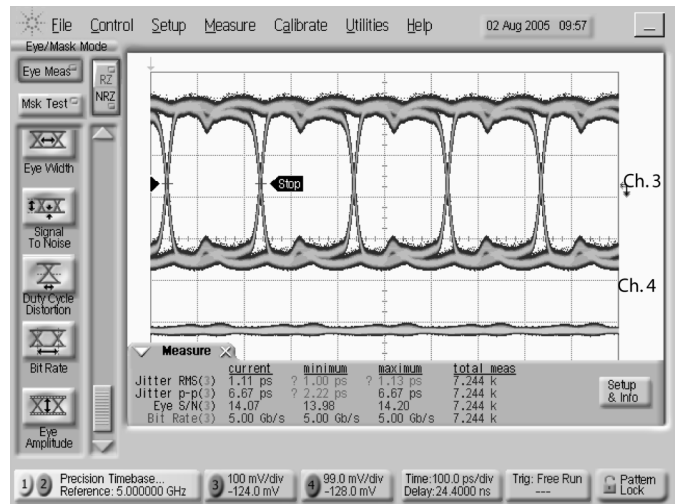 File Control Setup Measure Calibrate Utilities Help 02 Aug 2005 09:57
Eye/Mask Mode
Eye Meas
RZ
NRZ
Msk Test
Eye Width
Signal
To Noise
Duty Cycle
Distortion
Bit Rate
Eye
Amplitude
Stop
Ch. 3
Ch. 4
Measure
current minimum maximum total meas
Jitter RMS(3) 1.11 ps ? 1.00 ps ? 1.13 ps 7.244 k
Jitter p-p(3) 6.67 ps ? 2.22 ps 6.67 ps 7.244 k
Eye S/N(3) 14.07 13.98 14.20 7.244 k
Bit Rate(3) 5.00 Gb/s 5.00 Gb/s 5.00 Gb/s 7.244 k
Setup
& Info
1 2 Precision Timebase...
Reference: 5.000000 GHz
3 100 mV/div
-124.0 mV
4 99.0 mV/div
-128.0 mV
Time:100.0 ps/div
Delay:24.4000 ns
Trig: Free Run
---
Pattern
Lock